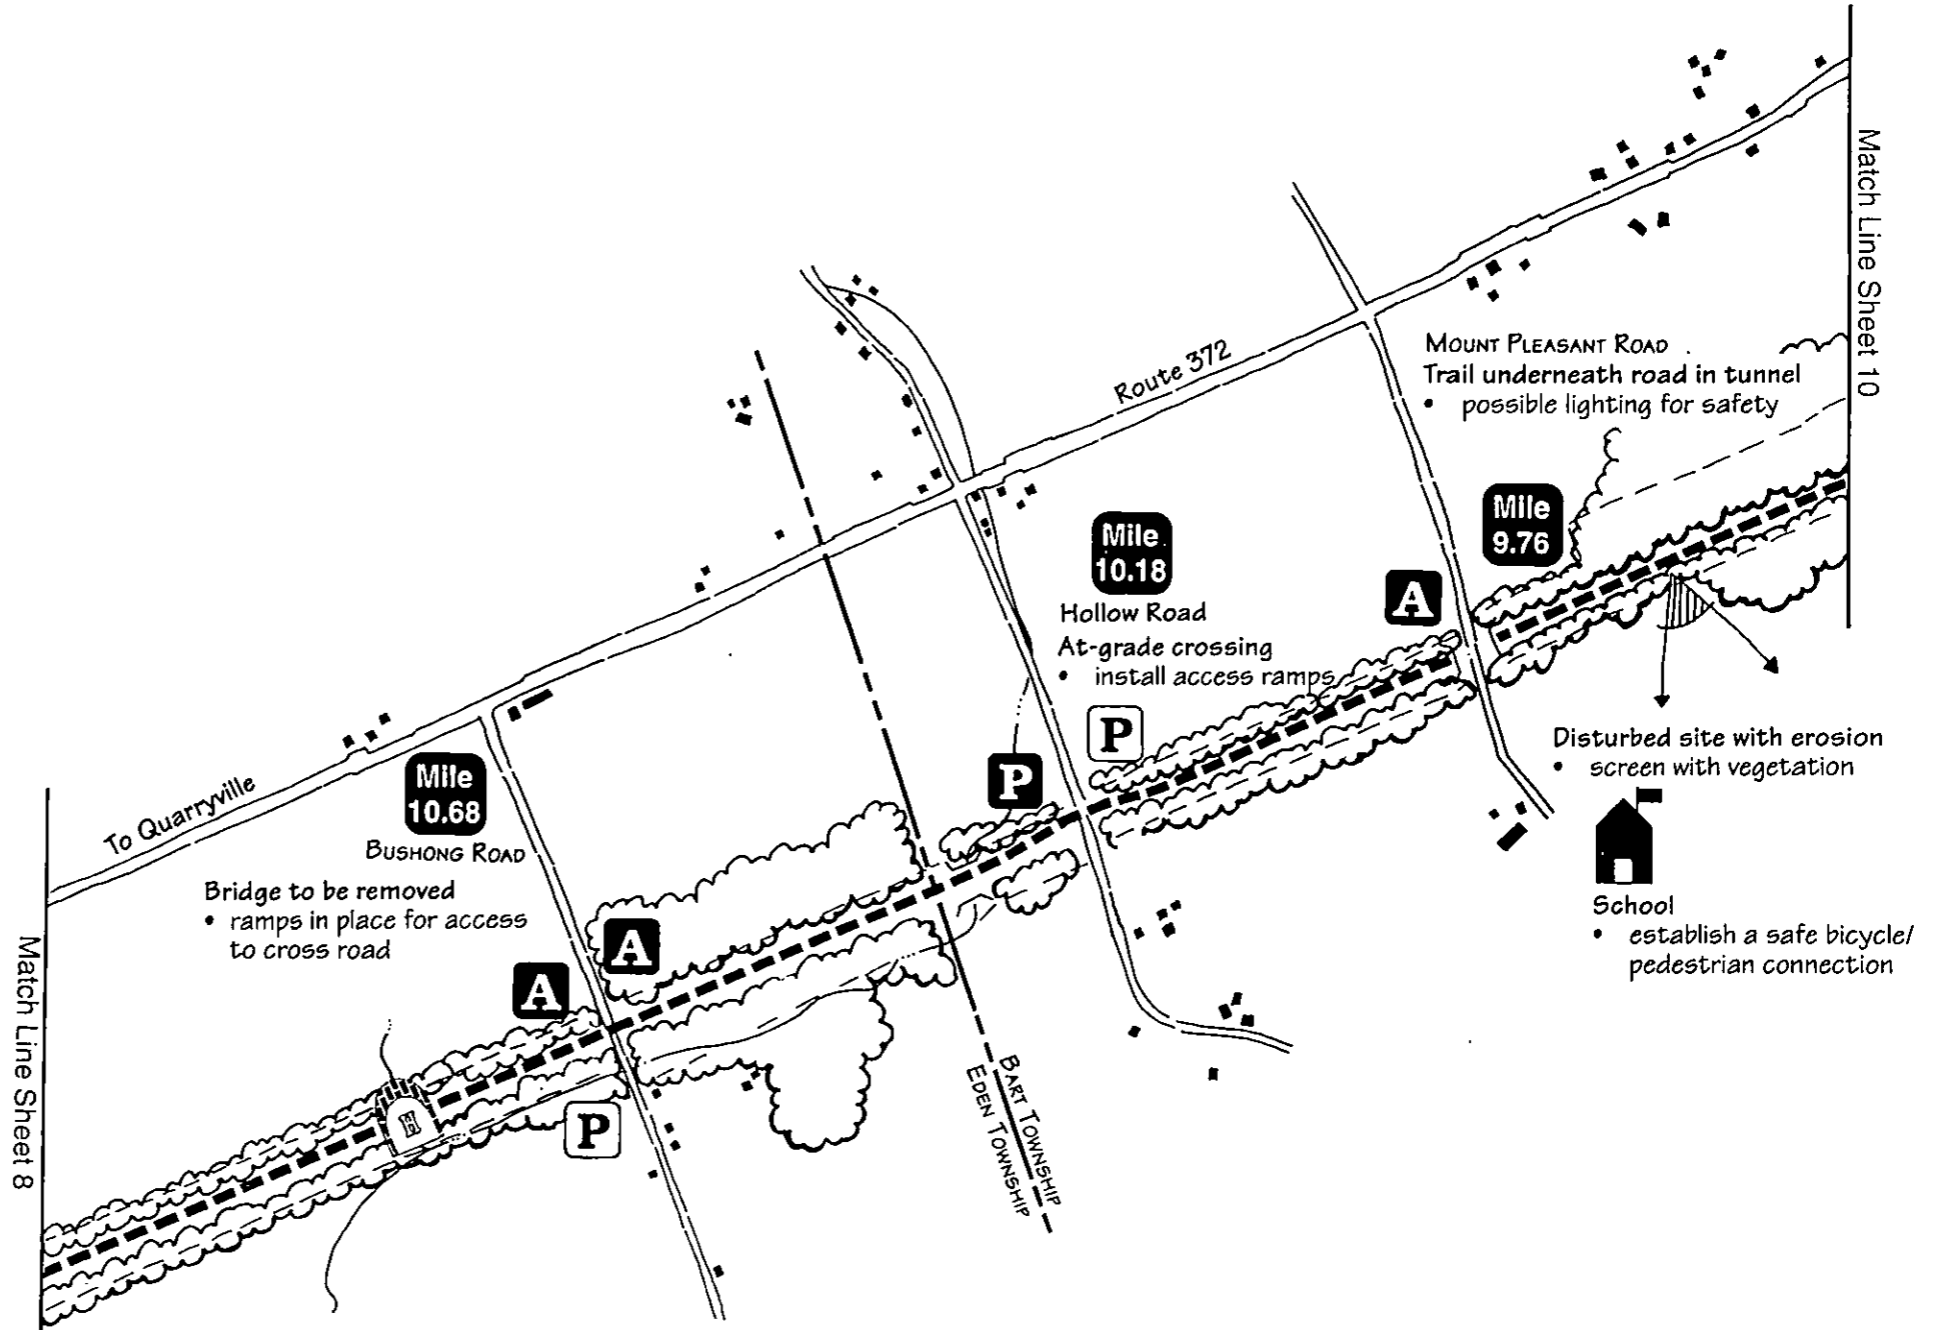 Match Line Sheet 10
Route 372
MOUNT PLEASANT ROAD
Trail underneath road in tunnel
• possible lighting for safety
Mile
9.76
Mile
10.18
Hollow Road
At-grade crossing
• install access ramps
A
P
P
Disturbed site with erosion
• screen with vegetation
School
• establish a safe bicycle/
pedestrian connection
To Quarryville
Mile
10.68
BUSHONG ROAD
Bridge to be removed
• ramps in place for access
to cross road
A
A
P
BART TOWNSHIP
EDEN TOWNSHIP
Match Line Sheet 8